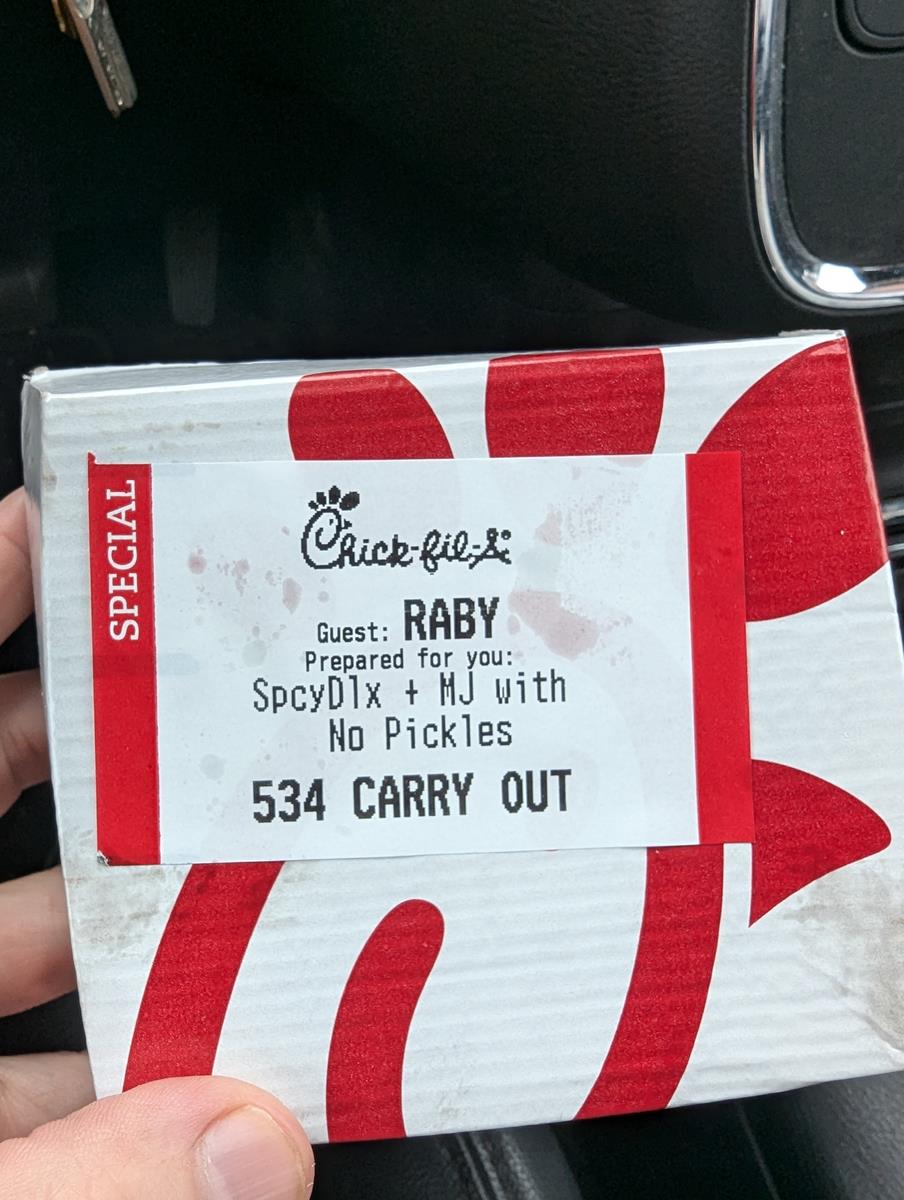 SPECIAL
Chick-fil-A
Guest: RABY
Prepared for you:
SpcyDlx + MJ with
No Pickles
534 CARRY OUT